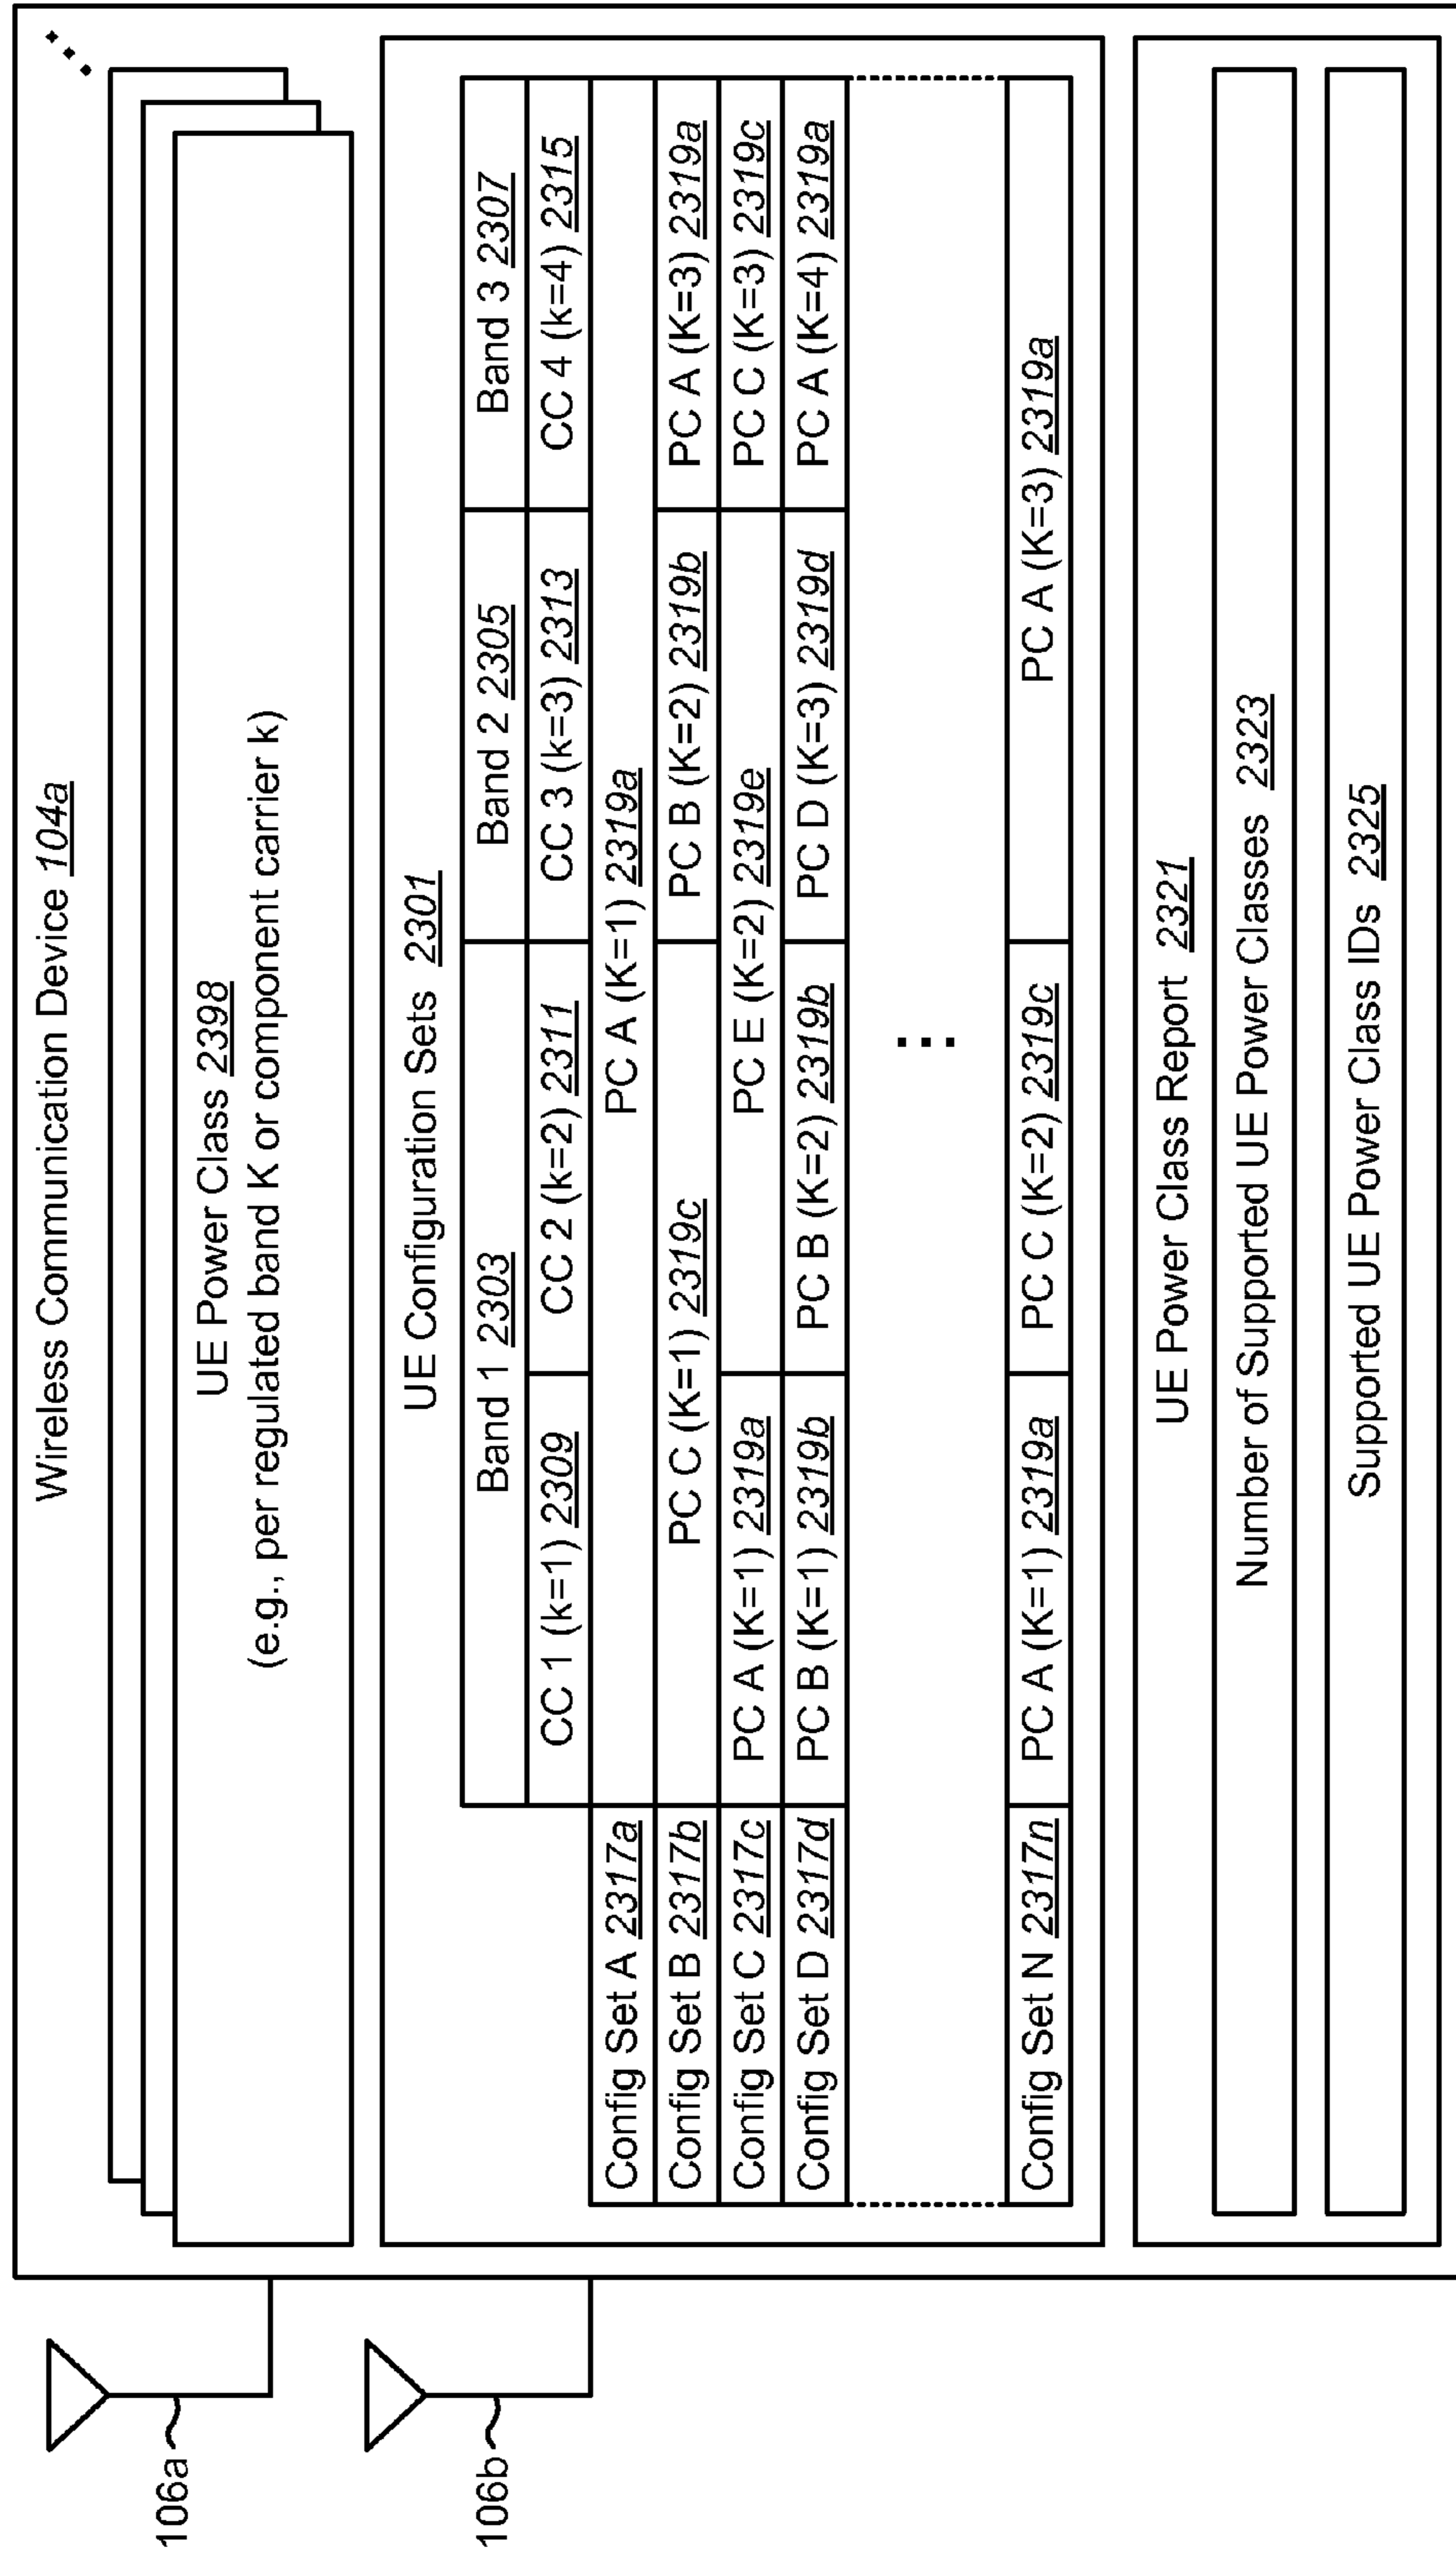 Wireless Communication Device 104a
UE Power Class 2398
(e.g., per regulated band K or component carrier k)
106a
UE Configuration Sets 2301
106b
Band 1 2303 Band 2 2305 Band 3 2307
CC 1 (k=1) 2309 CC 2 (k=2) 2311 CC 3 (k=3) 2313 CC 4 (k=4) 2315
Config Set A 2317a PC A (K=1) 2319a
Config Set B 2317b PC C (K=1) 2319c PC B (K=2) 2319b PC A (K=3) 2319a
Config Set C 2317c PC A (K=1) 2319a PC E (K=2) 2319e PC C (K=3) 2319c
Config Set D 2317d PC B (K=1) 2319b PC B (K=2) 2319b PC D (K=3) 2319d PC A (K=4) 2319a
Config Set N 2317n PC A (K=1) 2319a PC C (K=2) 2319c PC A (K=3) 2319a
UE Power Class Report 2321
Number of Supported UE Power Classes 2323
Supported UE Power Class IDs 2325